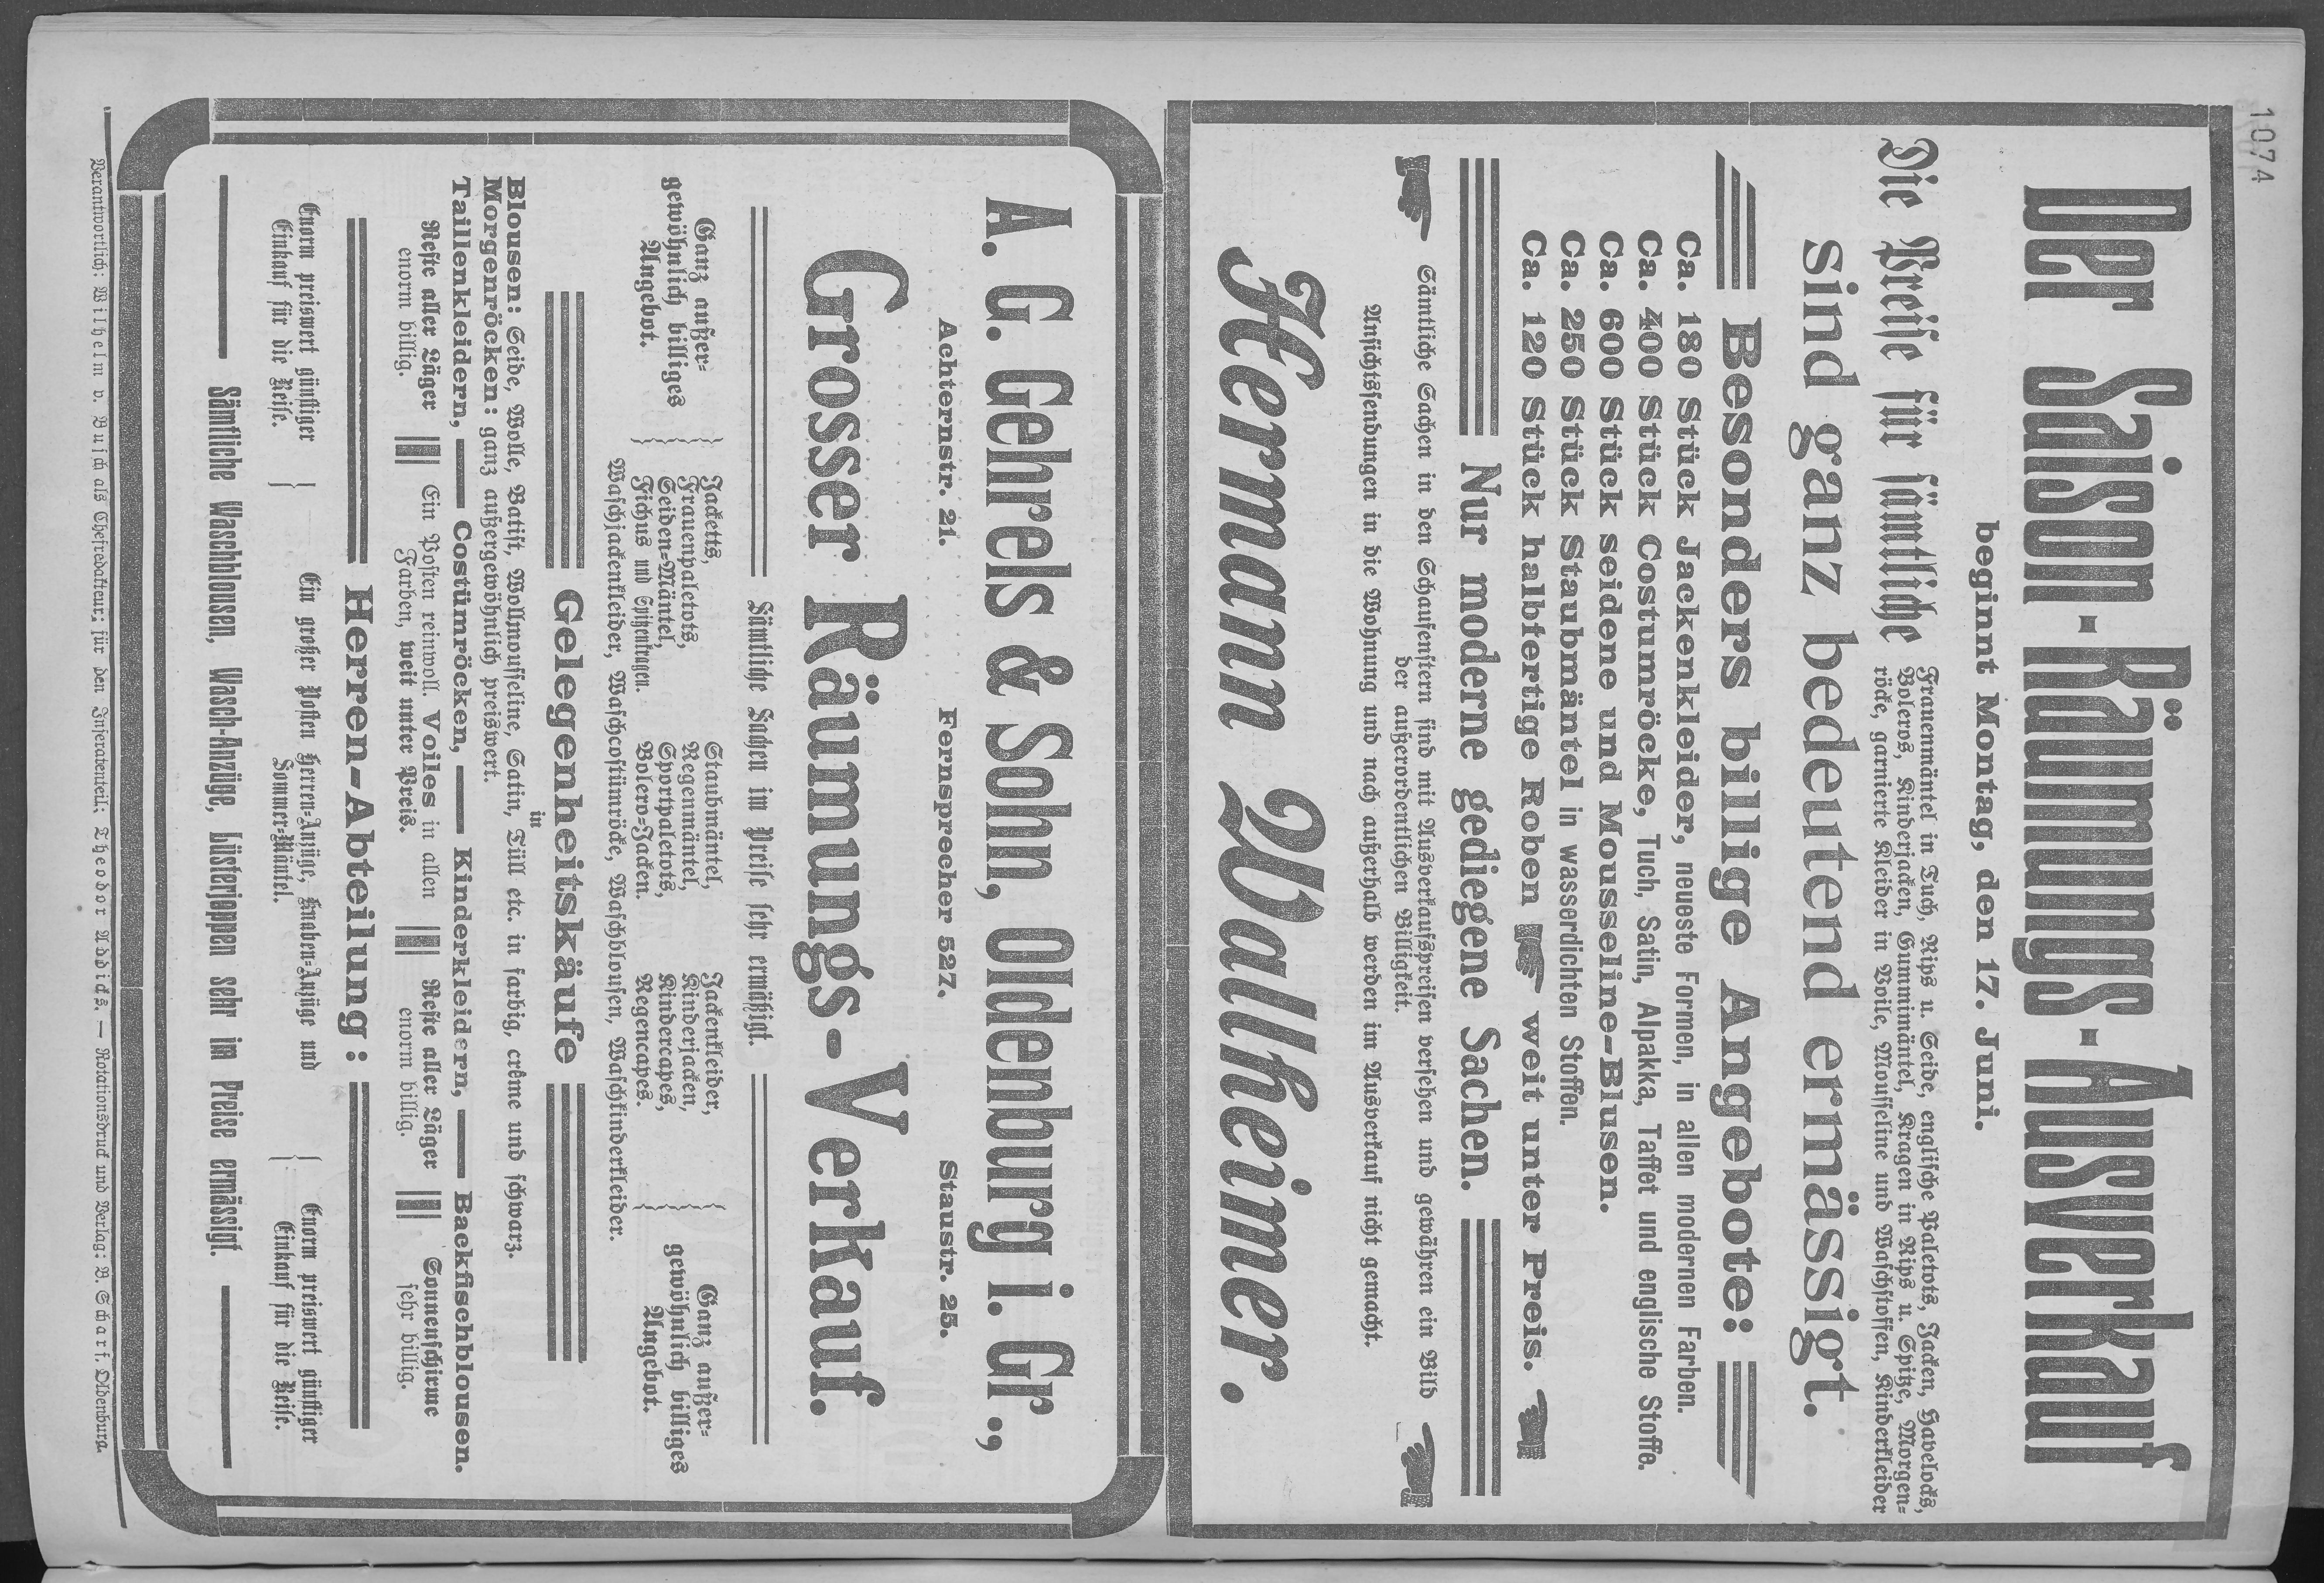 1074
Der Saison-Räumungs-Ausverkauf
beginnt Montag, den 17. Juni.
Die Preise für sämtliche
Frauenmäntel in Tuch, Rips u. Seide, englische Paletots, Jacken, Havelocks,
Boleros, Kinderjacken, Gummimäntel, Kragen in Rips u. Spitze, Morgen-
röcke, garnierte Kleider in Voile, Mousseline und Waschstoffen, Kinderkleider
sind ganz bedeutend ermässigt.
Besonders billige Angebote:
Ca. 180 Stück Jackenkleider, neueste Formen, in allen modernen Farben.
Ca. 400 Stück Costumröcke, Tuch, Satin, Alpakka, Taffet und englische Stoffe.
Ca. 600 Stück seidene und Mousseline-Blusen.
Ca. 250 Stück Staubmäntel in wasserdichten Stoffen.
Ca. 120 Stück halbfertige Roben ☛ weit unter Preis. ☚
Nur moderne gediegene Sachen.
☛ Sämtliche Sachen in den Schaufenstern sind mit Ausverkaufspreisen versehen und gewähren ein Bild ☚
der außerordentlichen Billigkeit.
Ansichtssendungen in die Wohnung und nach außerhalb werden im Ausverkauf nicht gemacht.
Hermann Wallheimer.
A. G. Gehrels & Sohn, Oldenburg i. Gr.,
Achternstr. 21. Fernsprecher 527. Staustr. 25.
Grosser Räumungs-Verkauf.
Sämtliche Sachen im Preise sehr ermäßigt.
Ganz außer-
gewöhnlich billiges
Angebot.
Jacketts,
Frauenpaletots,
Seiden-Mäntel,
Fichus und Spitzenkragen.
Staubmäntel,
Regenmäntel,
Sportpaletots,
Bolero-Jacken.
Jackenkleider,
Kinderjacken,
Kindercapes,
Regencapes.
Ganz außer-
gewöhnlich billiges
Angebot.
Waschjackenkleider, Waschcostümröcke, Waschblousen, Waschkinderkleider.
Gelegenheitskäufe
in
Blousen: Seide, Wolle, Batist, Wollmousseline, Satin, Tüll etc. in farbig, crême und schwarz.
Morgenröcken: ganz außergewöhnlich preiswert.
Taillenkleidern, — Costümröcken, — Kinderkleidern, — Backfischblousen.
Reste aller Läger
enorm billig.
Ein Posten reinwoll. Voiles in allen
Farben, weit unter Preis.
Reste aller Läger
enorm billig.
Sonnenschirme
sehr billig.
Herren-Abteilung:
Enorm preiswert günstiger
Einkauf für die Reise.
Ein großer Posten Herren-Anzüge, Knaben-Anzüge und
Sommer-Mäntel.
Enorm preiswert günstiger
Einkauf für die Reise.
Sämtliche Waschblousen, Wasch-Anzüge, Lüsterjoppen sehr im Preise ermässigt.
Verantwortlich: Wilhelm v. Busch als Chefredakteur; für den Inseratenteil: Theodor Addicks. — Rotationsdruck und Verlag: B. Scharf, Oldenburg.